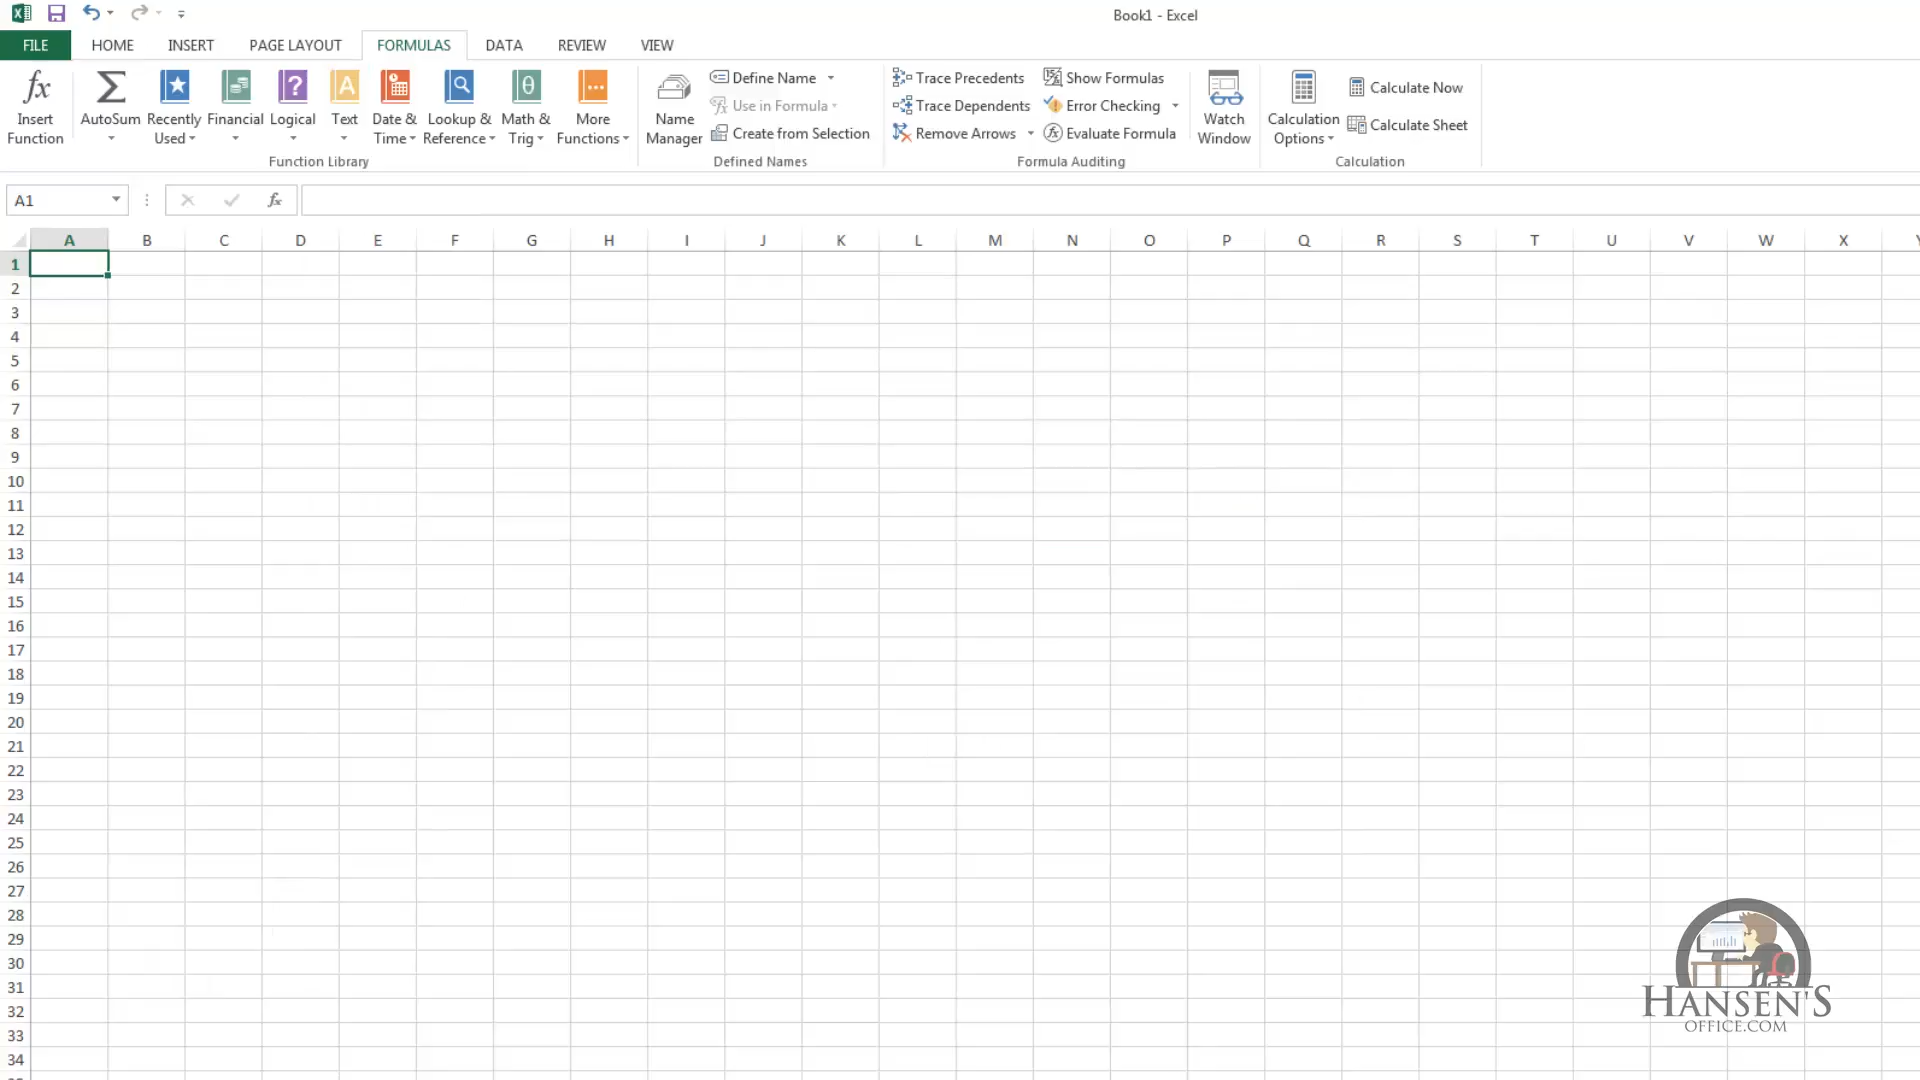 Book1 - Excel
FILE HOME INSERT PAGE LAYOUT FORMULAS DATA REVIEW VIEW
fx Insert Function
AutoSum
Recently Used
Financial
Logical
Text
Date & Time
Lookup & Reference
Math & Trig
More Functions
Function Library
Name Manager
Define Name
Use in Formula
Create from Selection
Defined Names
Trace Precedents
Trace Dependents
Remove Arrows
Show Formulas
Error Checking
Evaluate Formula
Formula Auditing
Watch Window
Calculation Options
Calculate Now
Calculate Sheet
Calculation
A1 fx
A B C D E F G H I J K L M N O P Q R S T U V W X
1
2
3
4
5
6
7
8
9
10
11
12
13
14
15
16
17
18
19
20
21
22
23
24
25
26
27
28
29
30
31
32
33
34
HANSEN'S
OFFICE.COM